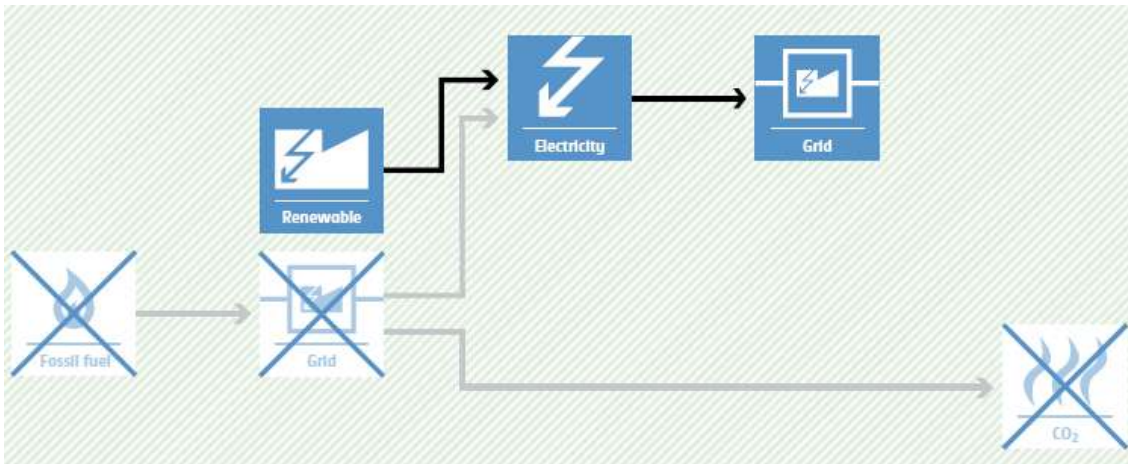 Electricity
Grid
Renewable
Fossil fuel
Grid
CO₂